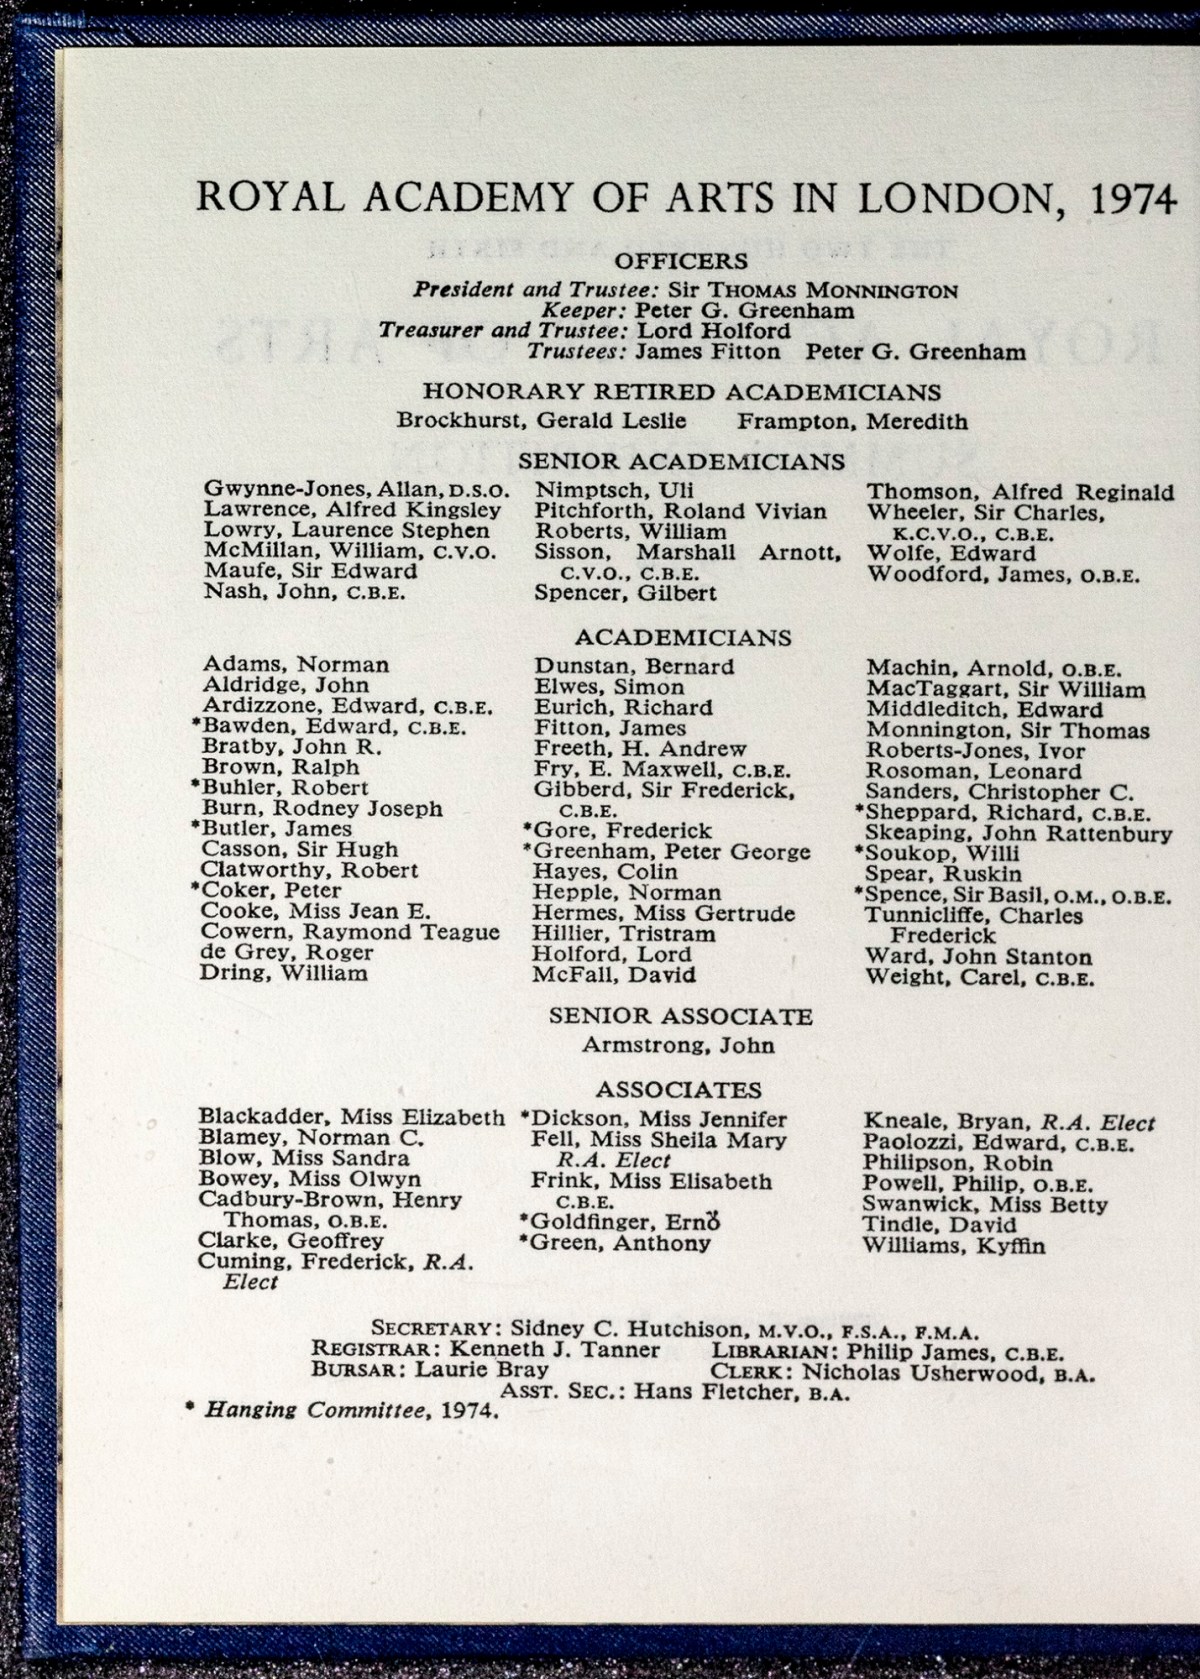 ROYAL ACADEMY OF ARTS IN LONDON, 1974
OFFICERS
President and Trustee: Sir THOMAS MONNINGTON
Keeper: Peter G. Greenham
Treasurer and Trustee: Lord Holford
Trustees: James Fitton Peter G. Greenham
HONORARY RETIRED ACADEMICIANS
Brockhurst, Gerald Leslie Frampton, Meredith
SENIOR ACADEMICIANS
Gwynne-Jones, Allan, D.S.O.
Lawrence, Alfred Kingsley
Lowry, Laurence Stephen
McMillan, William, C.V.O.
Maufe, Sir Edward
Nash, John, C.B.E.
Nimptsch, Uli
Pitchforth, Roland Vivian
Roberts, William
Sisson, Marshall Arnott,
C.V.O., C.B.E.
Spencer, Gilbert
Thomson, Alfred Reginald
Wheeler, Sir Charles,
K.C.V.O., C.B.E.
Wolfe, Edward
Woodford, James, O.B.E.
ACADEMICIANS
Adams, Norman
Aldridge, John
Ardizzone, Edward, C.B.E.
*Bawden, Edward, C.B.E.
Bratby, John R.
Brown, Ralph
*Buhler, Robert
Burn, Rodney Joseph
*Butler, James
Casson, Sir Hugh
Clatworthy, Robert
*Coker, Peter
Cooke, Miss Jean E.
Cowern, Raymond Teague
de Grey, Roger
Dring, William
Dunstan, Bernard
Elwes, Simon
Eurich, Richard
Fitton, James
Freeth, H. Andrew
Fry, E. Maxwell, C.B.E.
Gibberd, Sir Frederick,
C.B.E.
*Gore, Frederick
*Greenham, Peter George
Hayes, Colin
Hepple, Norman
Hermes, Miss Gertrude
Hillier, Tristram
Holford, Lord
McFall, David
Machin, Arnold, O.B.E.
MacTaggart, Sir William
Middleditch, Edward
Monnington, Sir Thomas
Roberts-Jones, Ivor
Rosoman, Leonard
Sanders, Christopher C.
*Sheppard, Richard, C.B.E.
Skeaping, John Rattenbury
*Soukop, Willi
Spear, Ruskin
*Spence, Sir Basil, O.M., O.B.E.
Tunnicliffe, Charles
Frederick
Ward, John Stanton
Weight, Carel, C.B.E.
SENIOR ASSOCIATE
Armstrong, John
ASSOCIATES
Blackadder, Miss Elizabeth
Blamey, Norman C.
Blow, Miss Sandra
Bowey, Miss Olwyn
Cadbury-Brown, Henry
Thomas, O.B.E.
Clarke, Geoffrey
Cuming, Frederick, R.A.
Elect
*Dickson, Miss Jennifer
Fell, Miss Sheila Mary
R.A. Elect
Frink, Miss Elisabeth
C.B.E.
*Goldfinger, Ernő
*Green, Anthony
Kneale, Bryan, R.A. Elect
Paolozzi, Edward, C.B.E.
Philipson, Robin
Powell, Philip, O.B.E.
Swanwick, Miss Betty
Tindle, David
Williams, Kyffin
SECRETARY: Sidney C. Hutchison, M.V.O., F.S.A., F.M.A.
REGISTRAR: Kenneth J. Tanner LIBRARIAN: Philip James, C.B.E.
BURSAR: Laurie Bray CLERK: Nicholas Usherwood, B.A.
ASST. SEC.: Hans Fletcher, B.A.
* Hanging Committee, 1974.